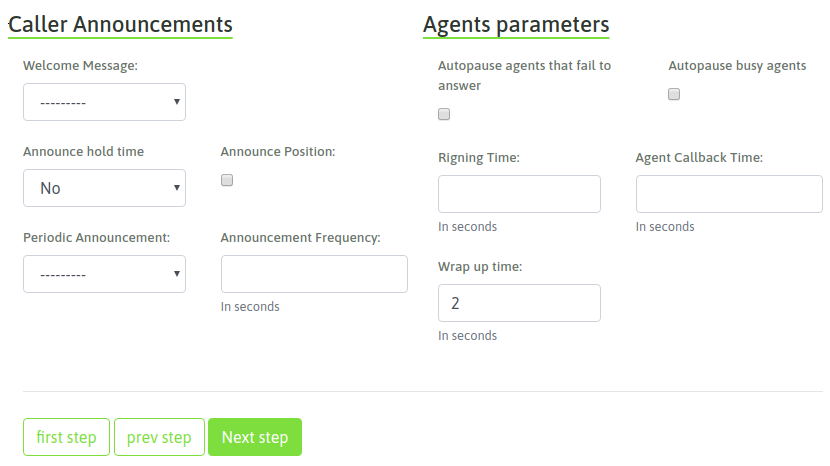 Caller Announcements
Welcome Message:
---------
Announce hold time
Announce Position:
No
Periodic Announcement:
Announcement Frequency:
---------
In seconds
Agents parameters
Autopause agents that fail to
answer
Autopause busy agents
Rigning Time:
Agent Callback Time:
In seconds
In seconds
Wrap up time:
2
In seconds
first step
prev step
Next step